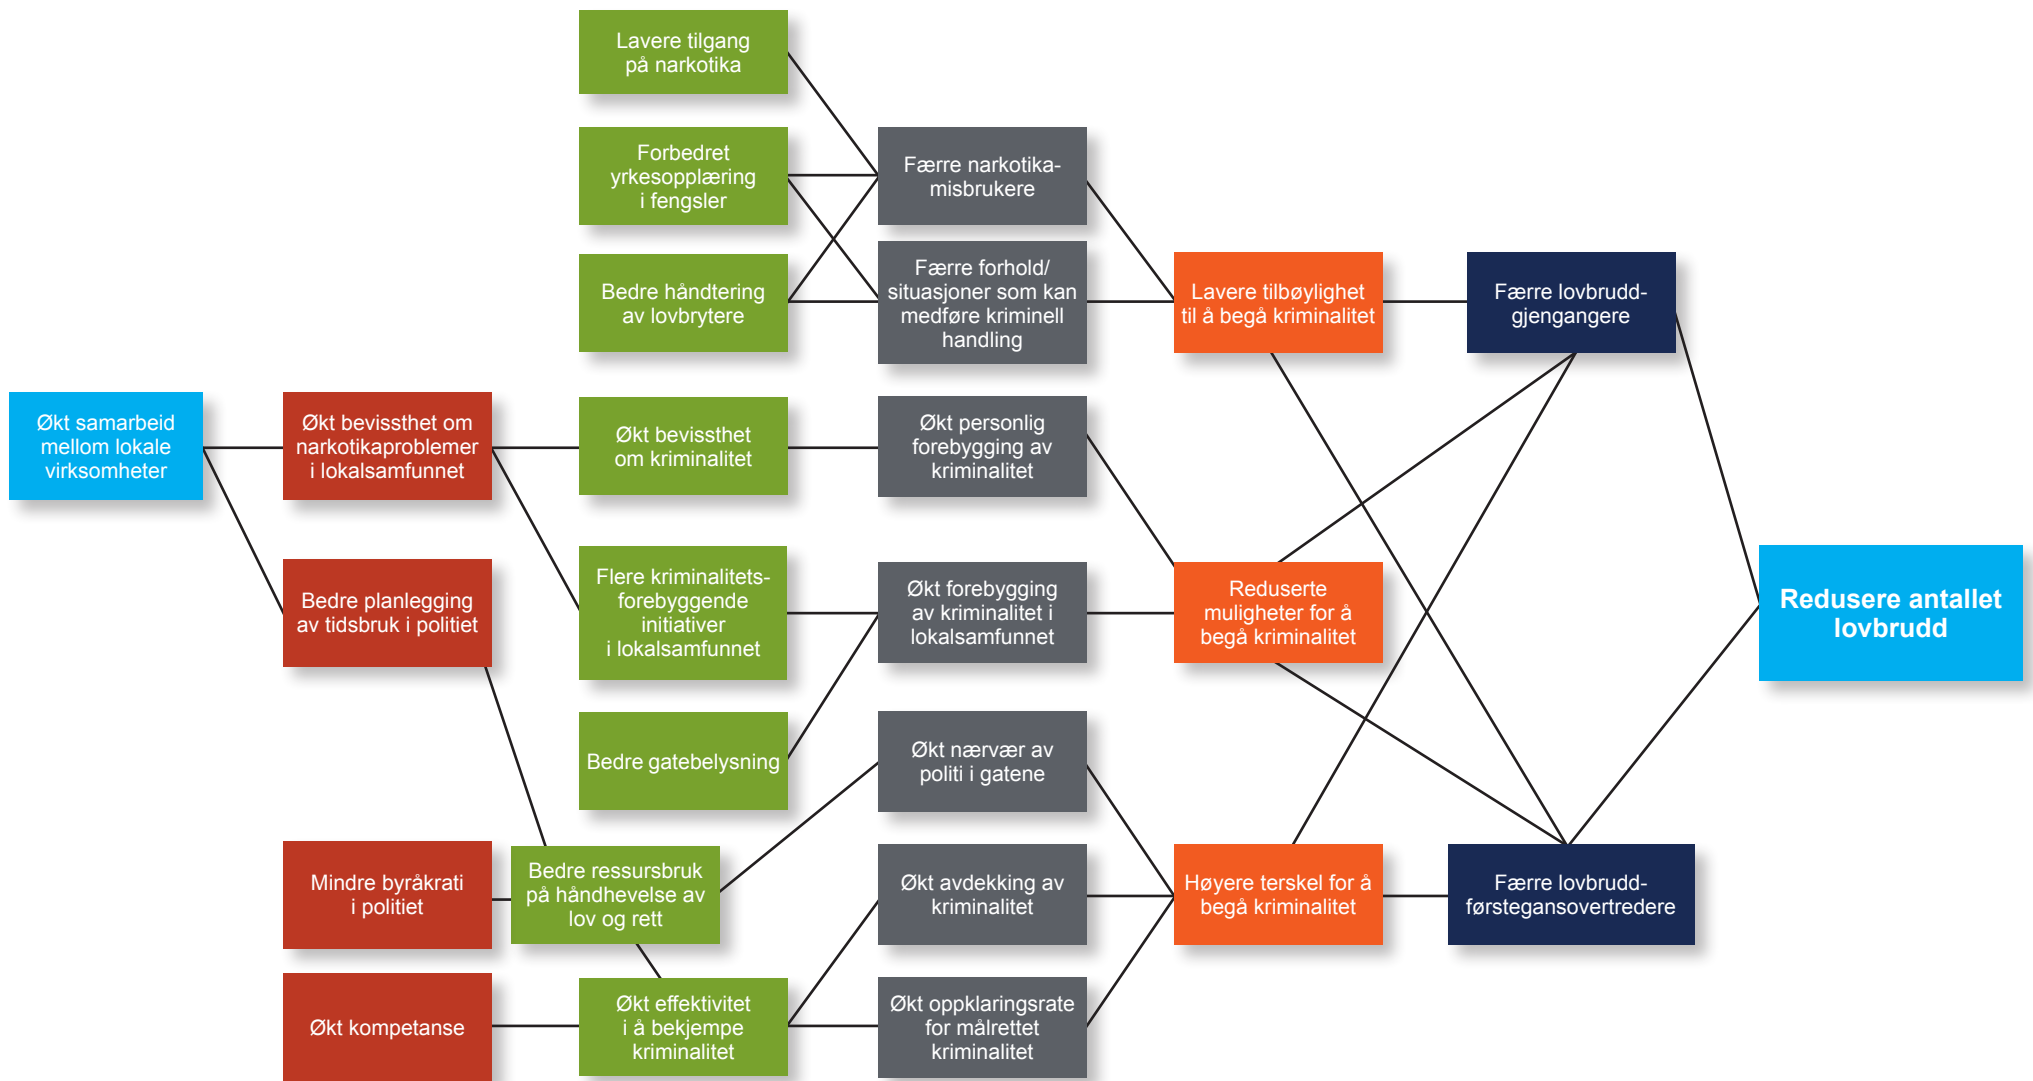 Lavere tilgang
på narkotika
Forbedret
yrkesopplæring
i fengsler
Færre narkotika-
misbrukere
Bedre håndtering
av lovbrytere
Færre forhold/
situasjoner som kan
medføre kriminell
handling
Lavere tilbøylighet
til å begå kriminalitet
Færre lovbrudd-
gjengangere
Økt samarbeid
mellom lokale
virksomheter
Økt bevissthet om
narkotikaproblemer
i lokalsamfunnet
Økt bevissthet
om kriminalitet
Økt personlig
forebygging av
kriminalitet
Bedre planlegging
av tidsbruk i politiet
Flere kriminalitets-
forebyggende
initiativer
i lokalsamfunnet
Økt forebygging
av kriminalitet i
lokalsamfunnet
Reduserte
muligheter for å
begå kriminalitet
Redusere antallet
lovbrudd
Bedre gatebelysning
Økt nærvær av
politi i gatene
Mindre byråkrati
i politiet
Bedre ressursbruk
på håndhevelse av
lov og rett
Økt avdekking av
kriminalitet
Høyere terskel for å
begå kriminalitet
Færre lovbrudd-
førstegansovertredere
Økt kompetanse
Økt effektivitet
i å bekjempe
kriminalitet
Økt oppklaringsrate
for målrettet
kriminalitet